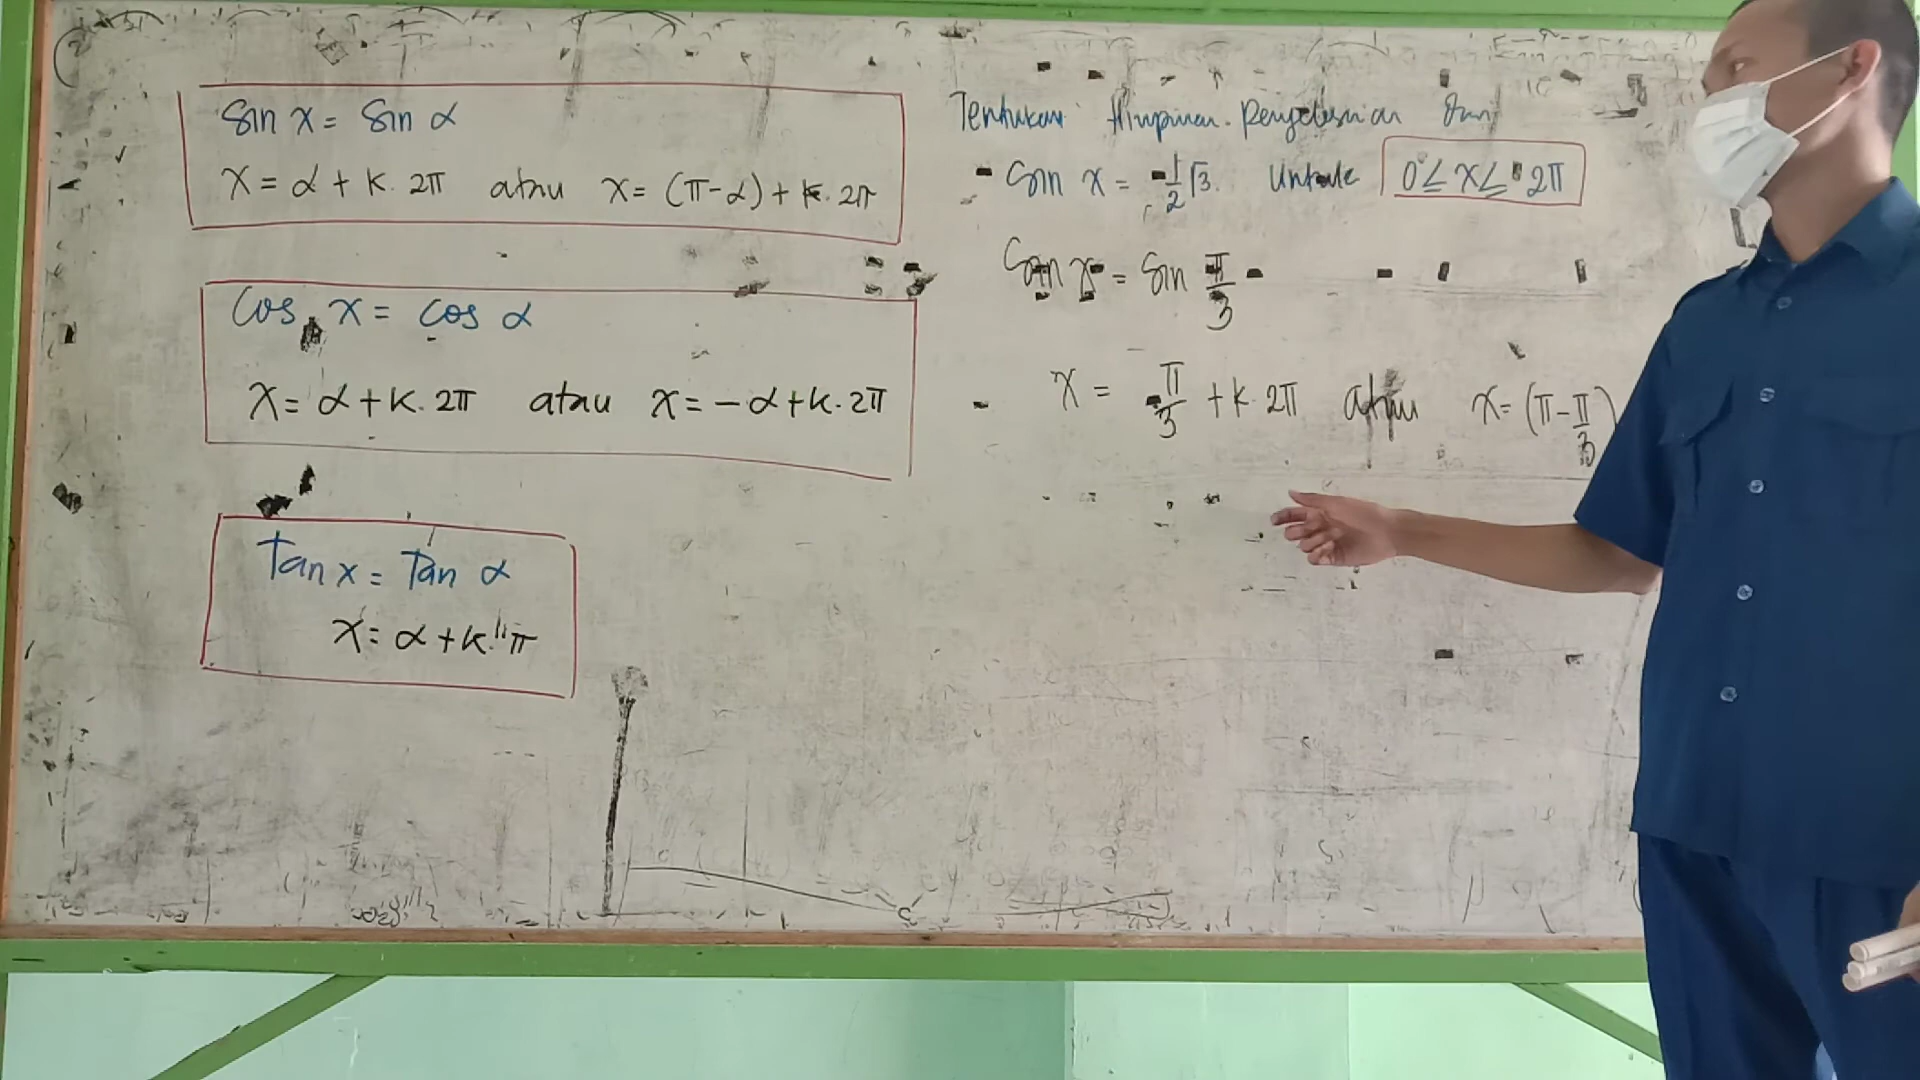 Sin x = Sin α
x = α + k. 2π atau x = (π-α) + k. 2π
Cos x = cos α
x = α + k. 2π atau x = -α + k. 2π
Tan x = Tan α
x = α + k. π
Tentukan Himpunan Penyelesaian dari
Sin x = 1/2 √3. Untuk 0 ≤ x ≤ 2π
Sin x = Sin π/3
x = π/3 + k. 2π atau x = (π - π/3)